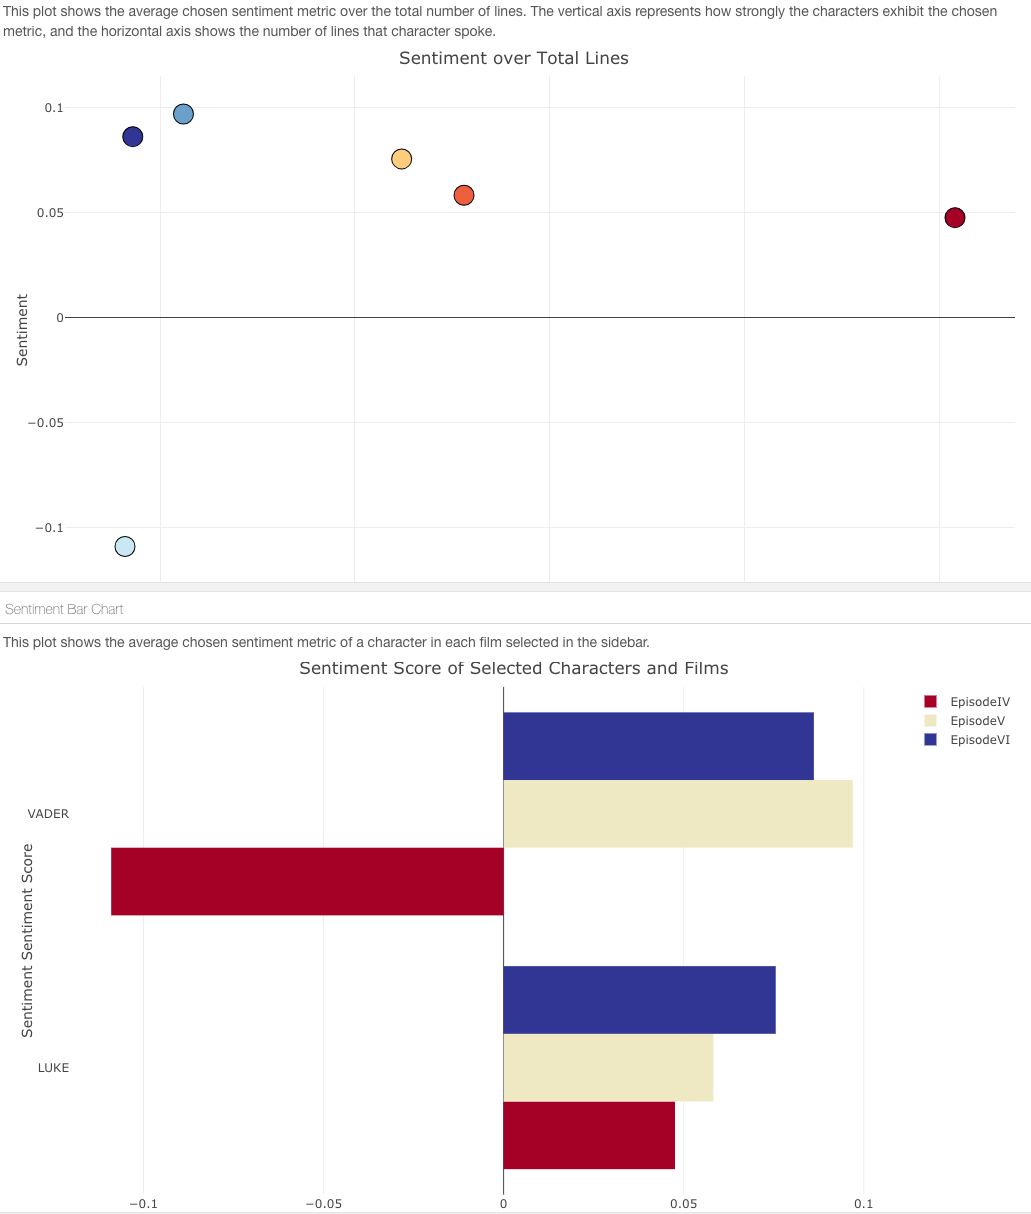 This plot shows the average chosen sentiment metric over the total number of lines. The vertical axis represents how strongly the characters exhibit the chosen
metric, and the horizontal axis shows the number of lines that character spoke.
Sentiment over Total Lines
0.1
0.05
0
−0.05
−0.1
Sentiment
Sentiment Bar Chart
This plot shows the average chosen sentiment metric of a character in each film selected in the sidebar.
Sentiment Score of Selected Characters and Films
EpisodeIV
EpisodeV
EpisodeVI
VADER
LUKE
Sentiment Sentiment Score
−0.1
−0.05
0
0.05
0.1